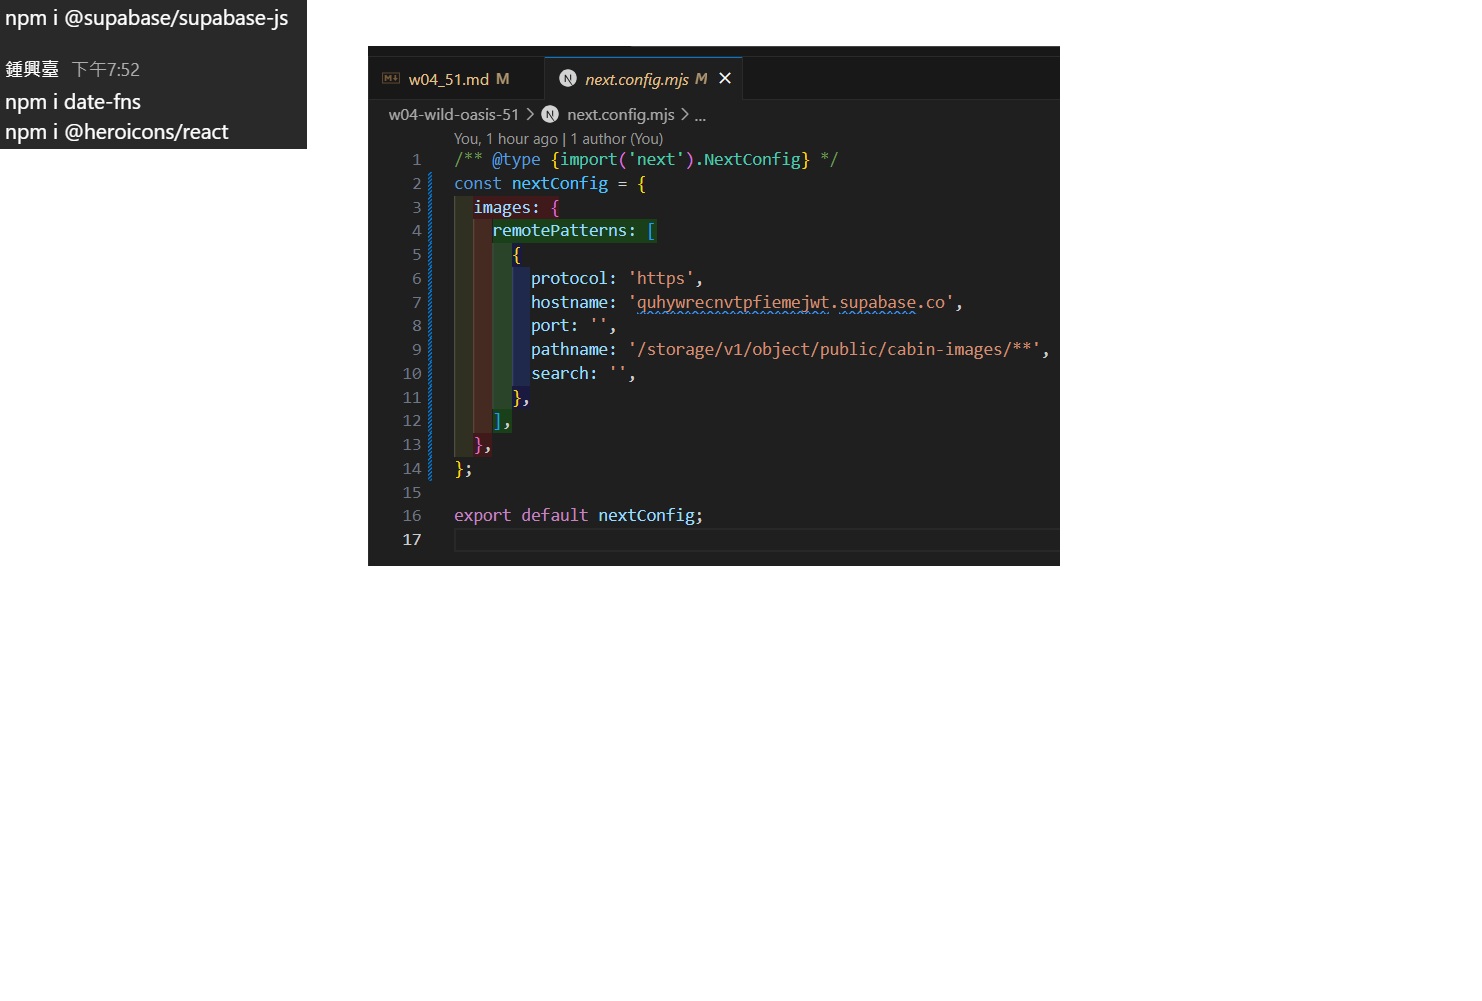 npm i @supabase/supabase-js
鍾興臺 下午7:52
npm i date-fns
npm i @heroicons/react
w04_51.md M
next.config.mjs M
w04-wild-oasis-51 > next.config.mjs > ...
You, 1 hour ago | 1 author (You)
1 /** @type {import('next').NextConfig} */
2 const nextConfig = {
3 images: {
4 remotePatterns: [
5 {
6 protocol: 'https',
7 hostname: 'quhywrecnvtpfiemejwt.supabase.co',
8 port: '',
9 pathname: '/storage/v1/object/public/cabin-images/**',
10 search: '',
11 },
12 ],
13 },
14 };
15
16 export default nextConfig;
17